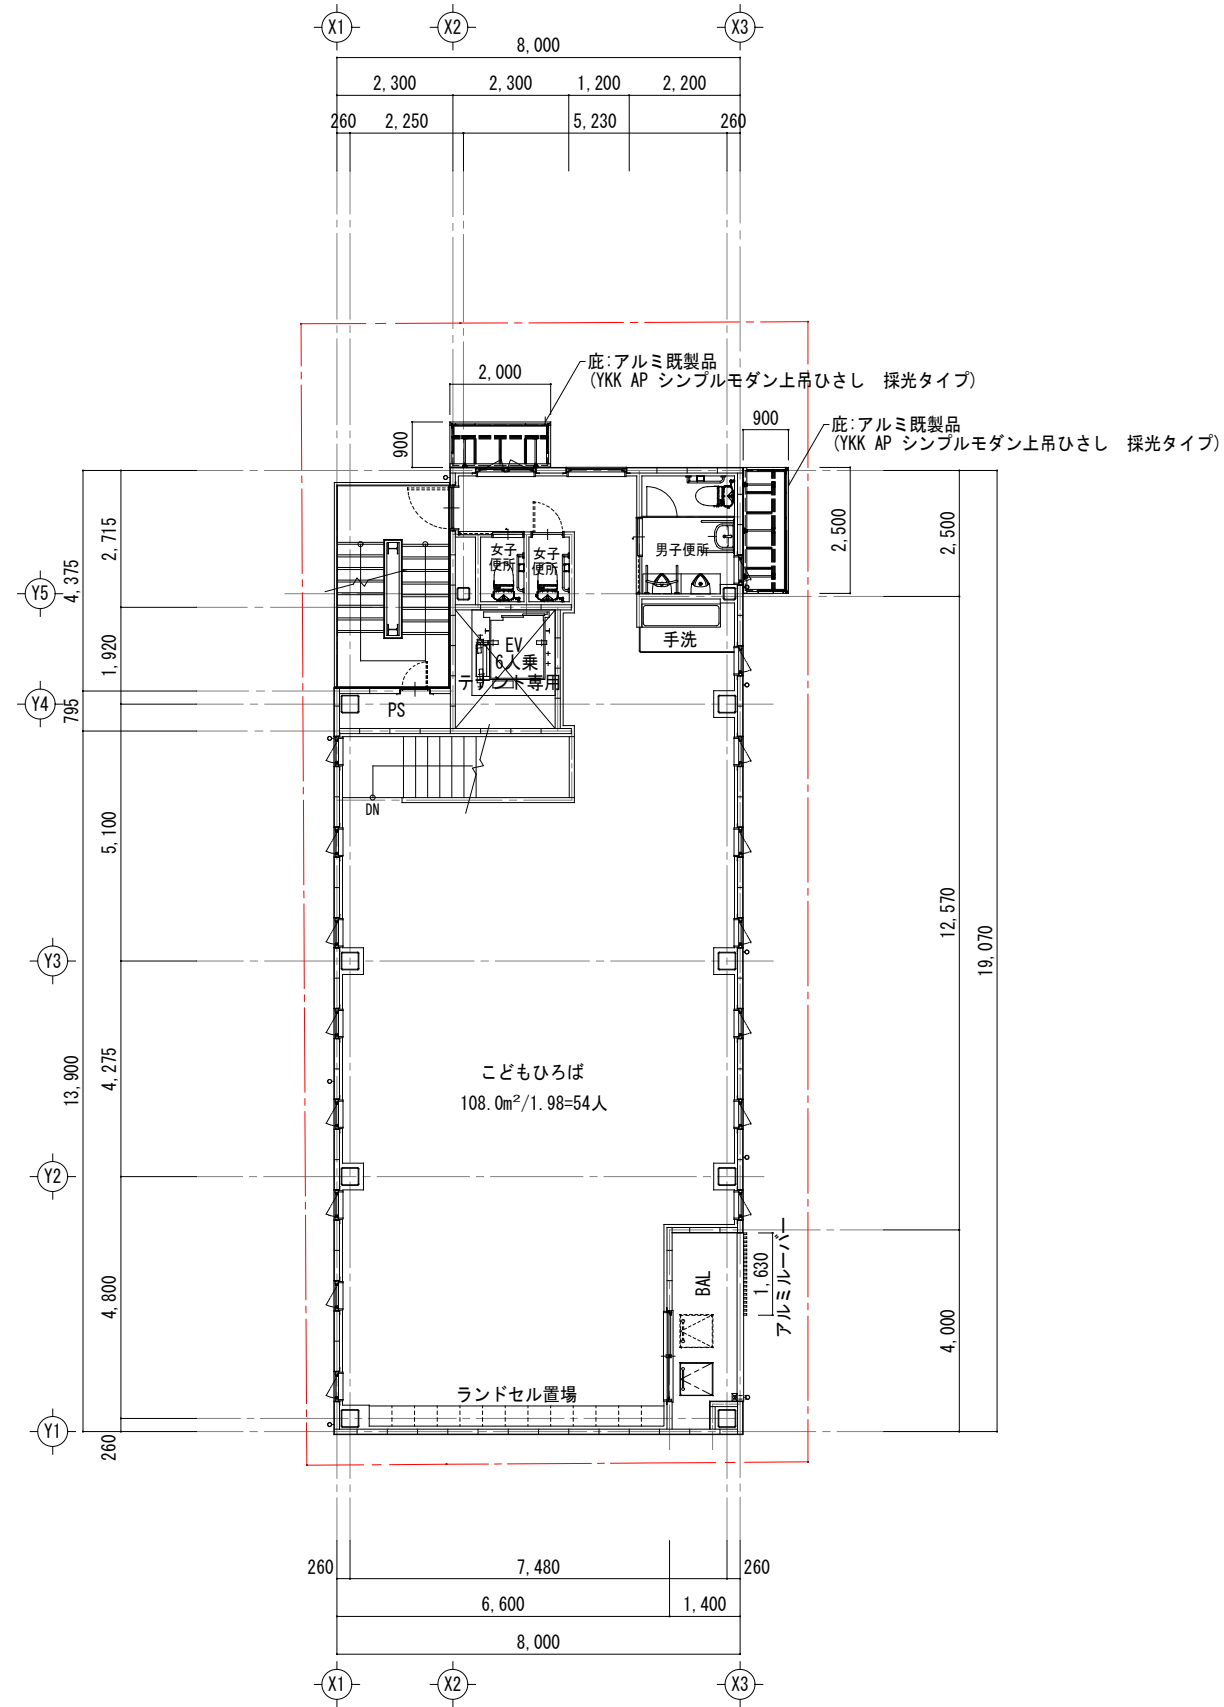 X1
X2
X3
8,000
2,300
2,300
1,200
2,200
260
2,250
5,230
260
庇:アルミ既製品
(YKK AP シンプルモダン上吊ひさし 採光タイプ)
2,000
900
900
庇:アルミ既製品
(YKK AP シンプルモダン上吊ひさし 採光タイプ)
2,715
2,500
2,500
4,375
女子
便所
女子
便所
男子便所
Y5
手洗
1,920
EV
6人乗
テナント専用
Y4
795
PS
DN
5,100
12,570
19,070
Y3
13,900
4,275
こどもひろば
108.0m²/1.98=54人
Y2
4,800
BAL
1,630
アルミルーバー
4,000
ランドセル置場
Y1
260
260
7,480
260
6,600
1,400
8,000
X1
X2
X3